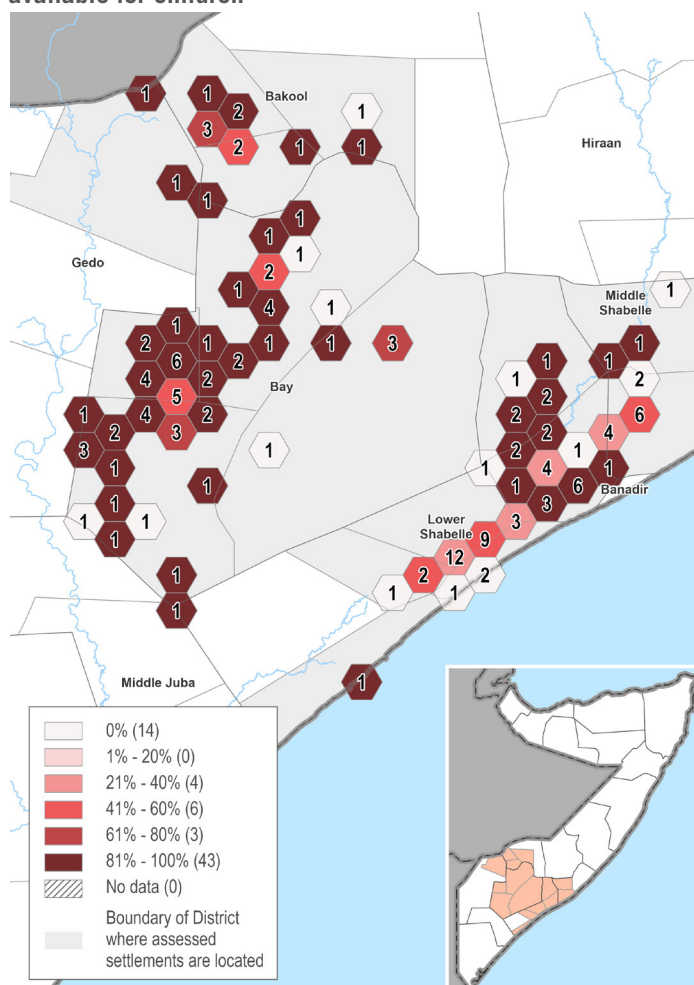 available for children
1 1
Bakool
2 1
3
Hiraan
2 1 1
1
1
1
1
1
Gedo
2
1 1
Middle
Shabelle
4 1
1
2 1 1 1 3 1
6 2 1 1
4 2 1 2
Bay
5 2
1 4 2 2 6
2 3 2 4
3 1 2 1
1 1 4 1
1 1 6
Banadir
1 3
1 1 3
Lower
Shabelle
1 9
12
1 2 2
1 1
1
1
Middle Juba
0% (14)
1% - 20% (0)
21% - 40% (4)
41% - 60% (6)
61% - 80% (3)
81% - 100% (43)
No data (0)
Boundary of District
where assessed
settlements are located